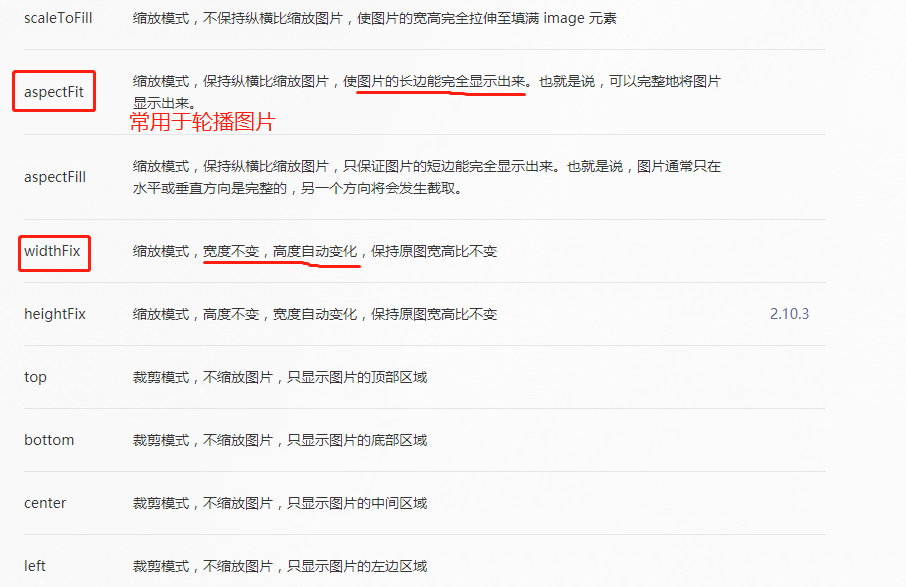 scaleToFill 缩放模式，不保持纵横比缩放图片，使图片的宽高完全拉伸至填满 image 元素
aspectFit 缩放模式，保持纵横比缩放图片，使图片的长边能完全显示出来。也就是说，可以完整地将图片
显示出来。
常用于轮播图片
aspectFill 缩放模式，保持纵横比缩放图片，只保证图片的短边能完全显示出来。也就是说，图片通常只在
水平或垂直方向是完整的，另一个方向将会发生截取。
widthFix 缩放模式，宽度不变，高度自动变化，保持原图宽高比不变
heightFix 缩放模式，高度不变，宽度自动变化，保持原图宽高比不变 2.10.3
top 裁剪模式，不缩放图片，只显示图片的顶部区域
bottom 裁剪模式，不缩放图片，只显示图片的底部区域
center 裁剪模式，不缩放图片，只显示图片的中间区域
left 裁剪模式，不缩放图片，只显示图片的左边区域